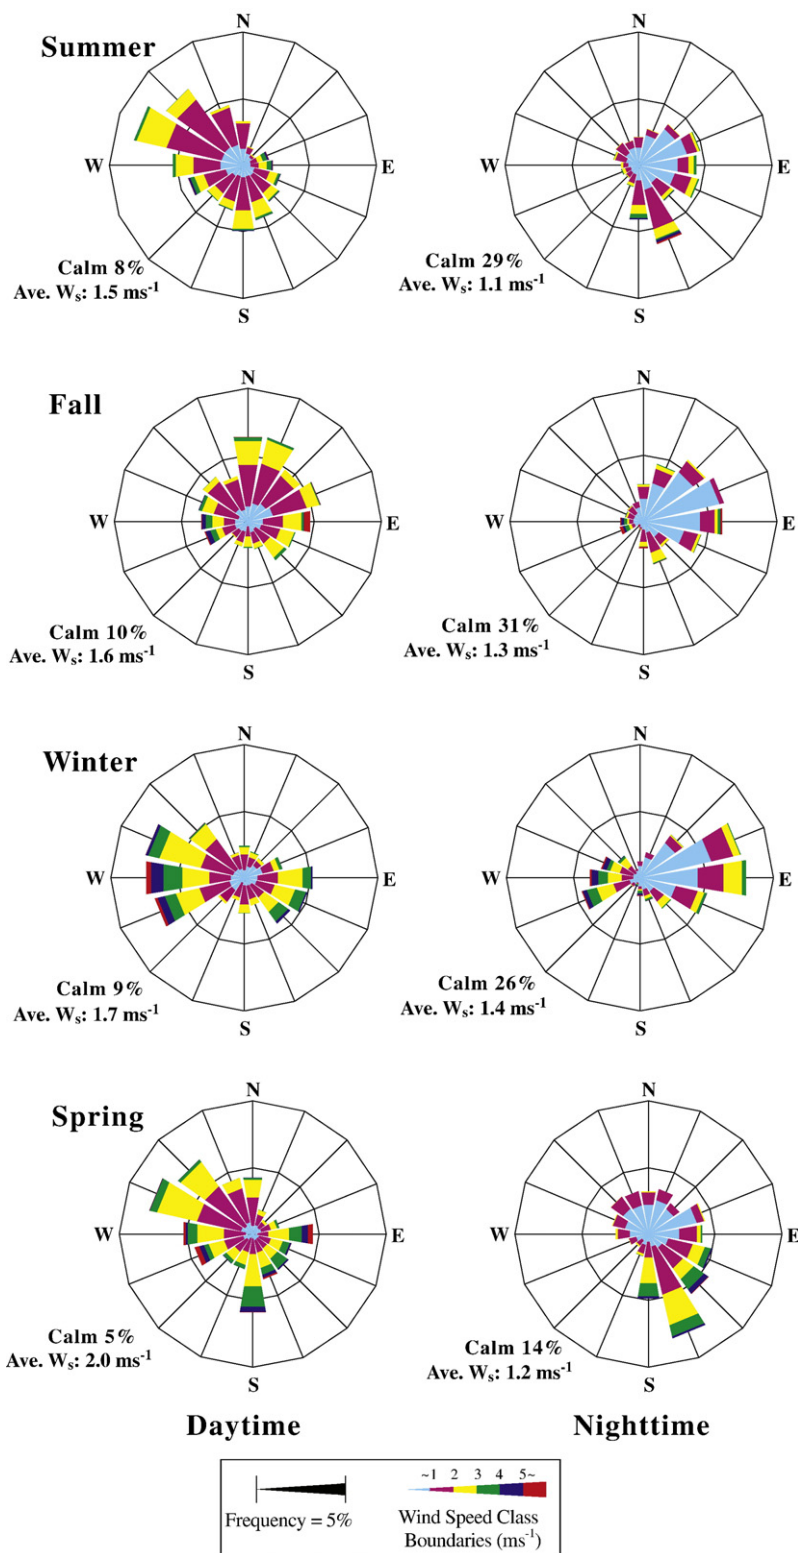 Summer
N
N
W
E
W
E
Calm 8%
Ave. Ws: 1.5 ms-1
S
Calm 29%
Ave. Ws: 1.1 ms-1
S
Fall
N
N
W
E
W
E
Calm 10%
Ave. Ws: 1.6 ms-1
S
Calm 31%
Ave. Ws: 1.3 ms-1
S
Winter
N
N
W
E
W
E
Calm 9%
Ave. Ws: 1.7 ms-1
S
Calm 26%
Ave. Ws: 1.4 ms-1
S
Spring
N
N
W
E
W
E
Calm 5%
Ave. Ws: 2.0 ms-1
S
Calm 14%
Ave. Ws: 1.2 ms-1
S
Daytime
Nighttime
~1 2 3 4 5~
Frequency = 5%
Wind Speed Class
Boundaries (ms-1)